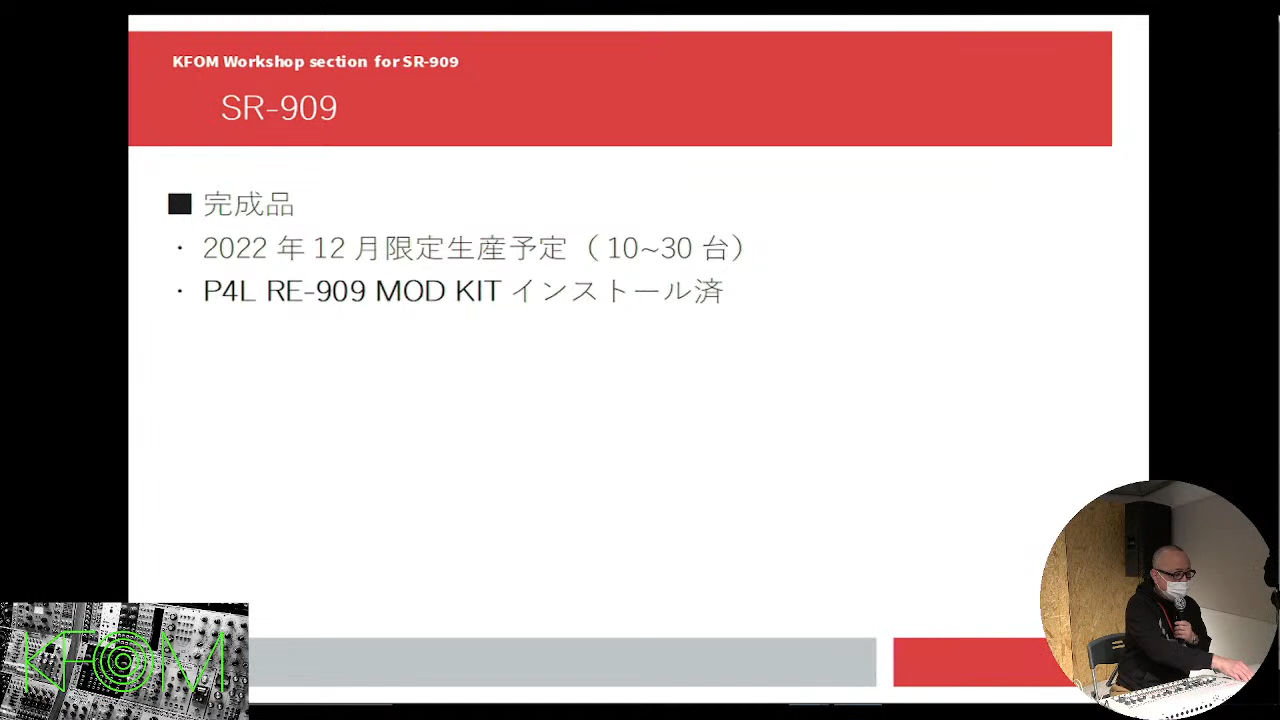 KFOM Workshop section for SR-909
SR-909
■ 完成品
・ 2022 年 12 月限定生産予定（ 10~30 台）
・ P4L RE-909 MOD KIT インストール済
KFOM